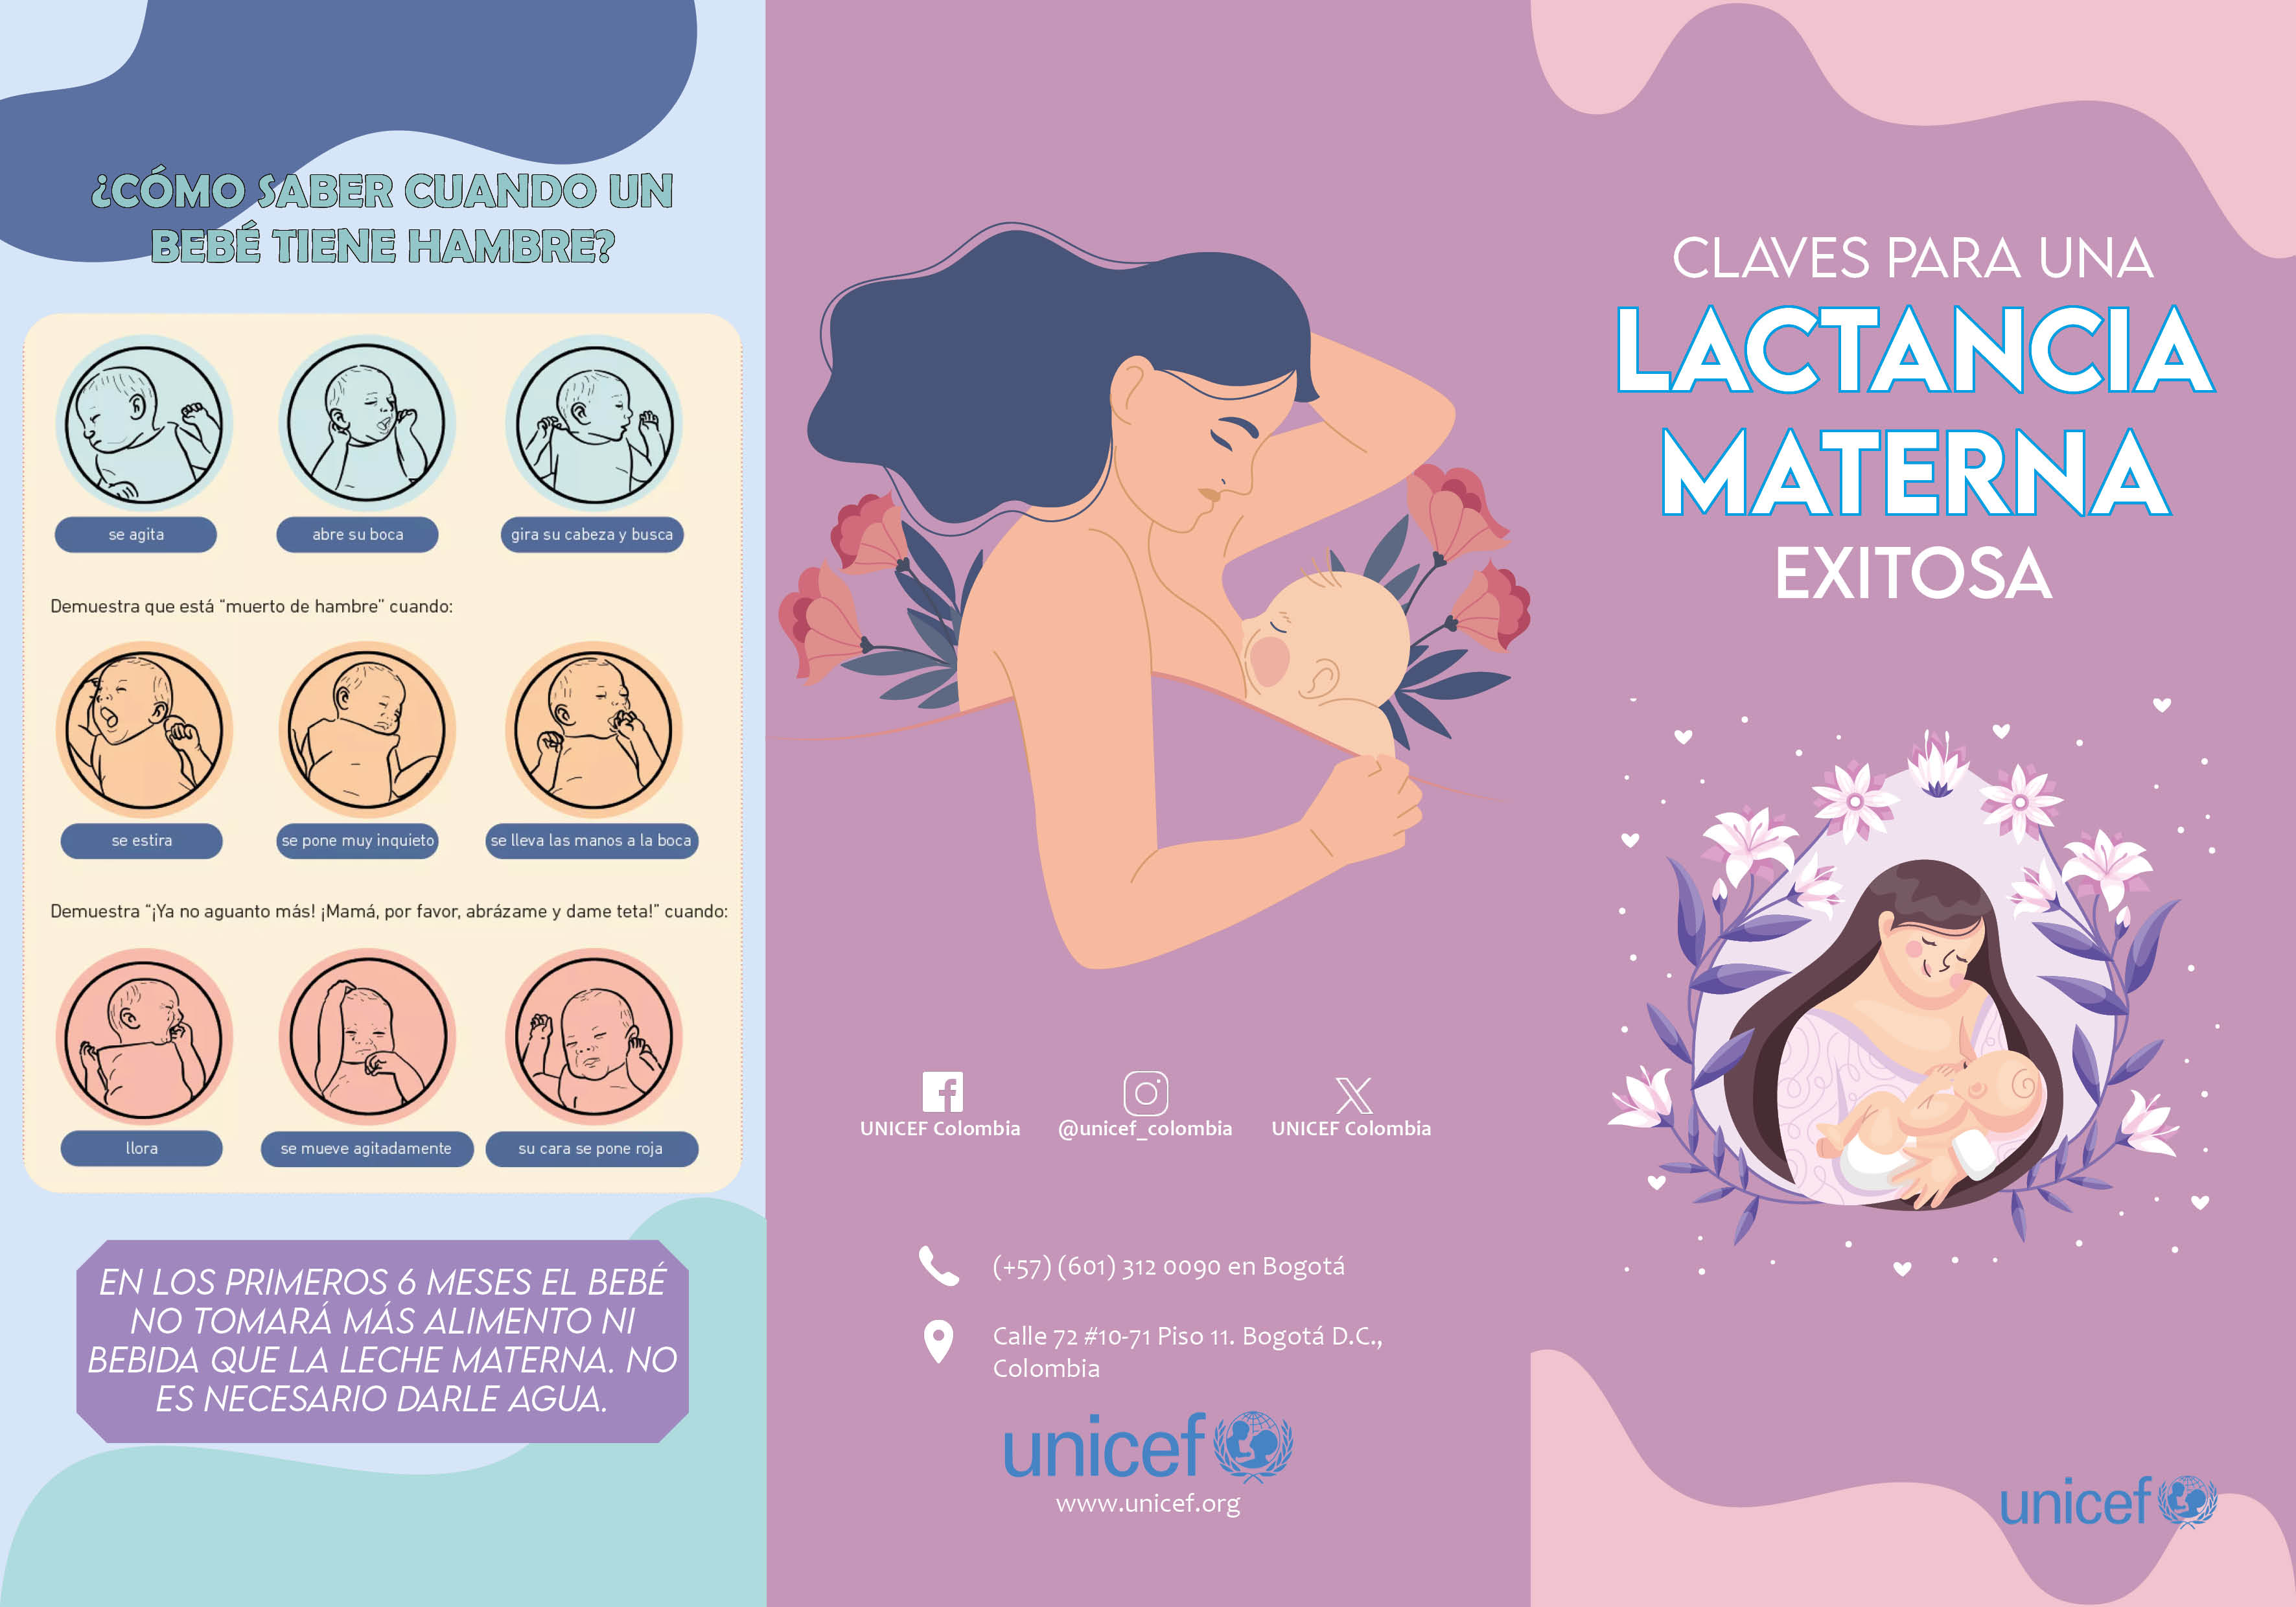 ¿CÓMO SABER CUANDO UN
BEBÉ TIENE HAMBRE?
se agita
abre su boca
gira su cabeza y busca
Demuestra que está “muerto de hambre” cuando:
se estira
se pone muy inquieto
se lleva las manos a la boca
Demuestra “¡Ya no aguanto más! ¡Mamá, por favor, abrázame y dame teta!” cuando:
llora
se mueve agitadamente
su cara se pone roja
EN LOS PRIMEROS 6 MESES EL BEBÉ
NO TOMARÁ MÁS ALIMENTO NI
BEBIDA QUE LA LECHE MATERNA. NO
ES NECESARIO DARLE AGUA.
UNICEF Colombia
@unicef_colombia
UNICEF Colombia
(+57) (601) 312 0090 en Bogotá
Calle 72 #10-71 Piso 11. Bogotá D.C.,
Colombia
unicef
www.unicef.org
CLAVES PARA UNA
LACTANCIA
MATERNA
EXITOSA
unicef